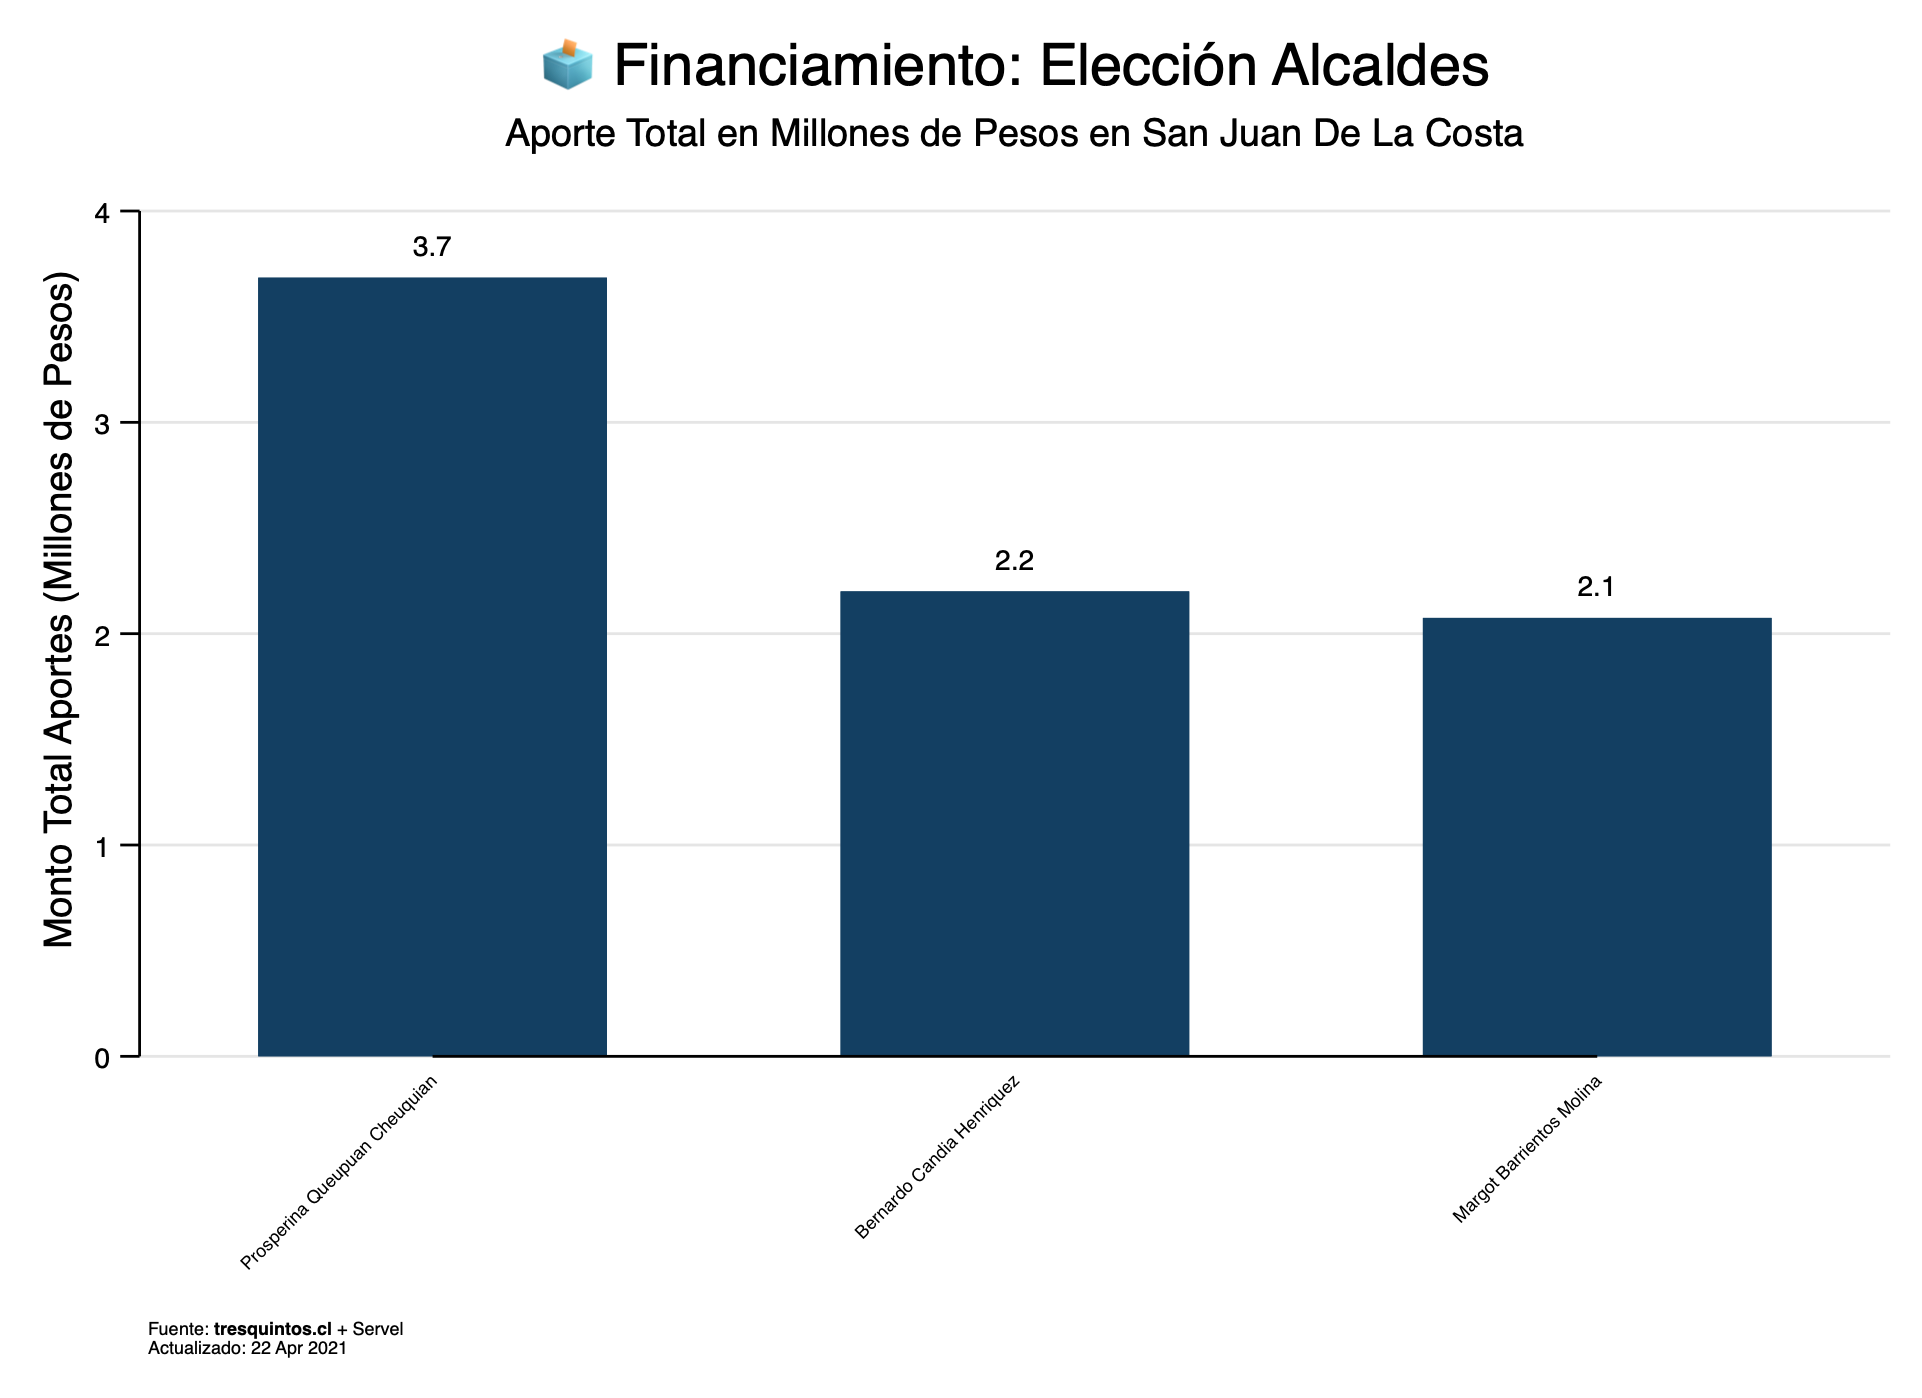 Financiamiento: Elección Alcaldes
Aporte Total en Millones de Pesos en San Juan De La Costa
Monto Total Aportes (Millones de Pesos)
4
3
2
1
0
3.7
2.2
2.1
Prosperina Queupuan Cheuquian
Bernardo Candia Henriquez
Margot Barrientos Molina
Fuente: tresquintos.cl + Servel
Actualizado: 22 Apr 2021